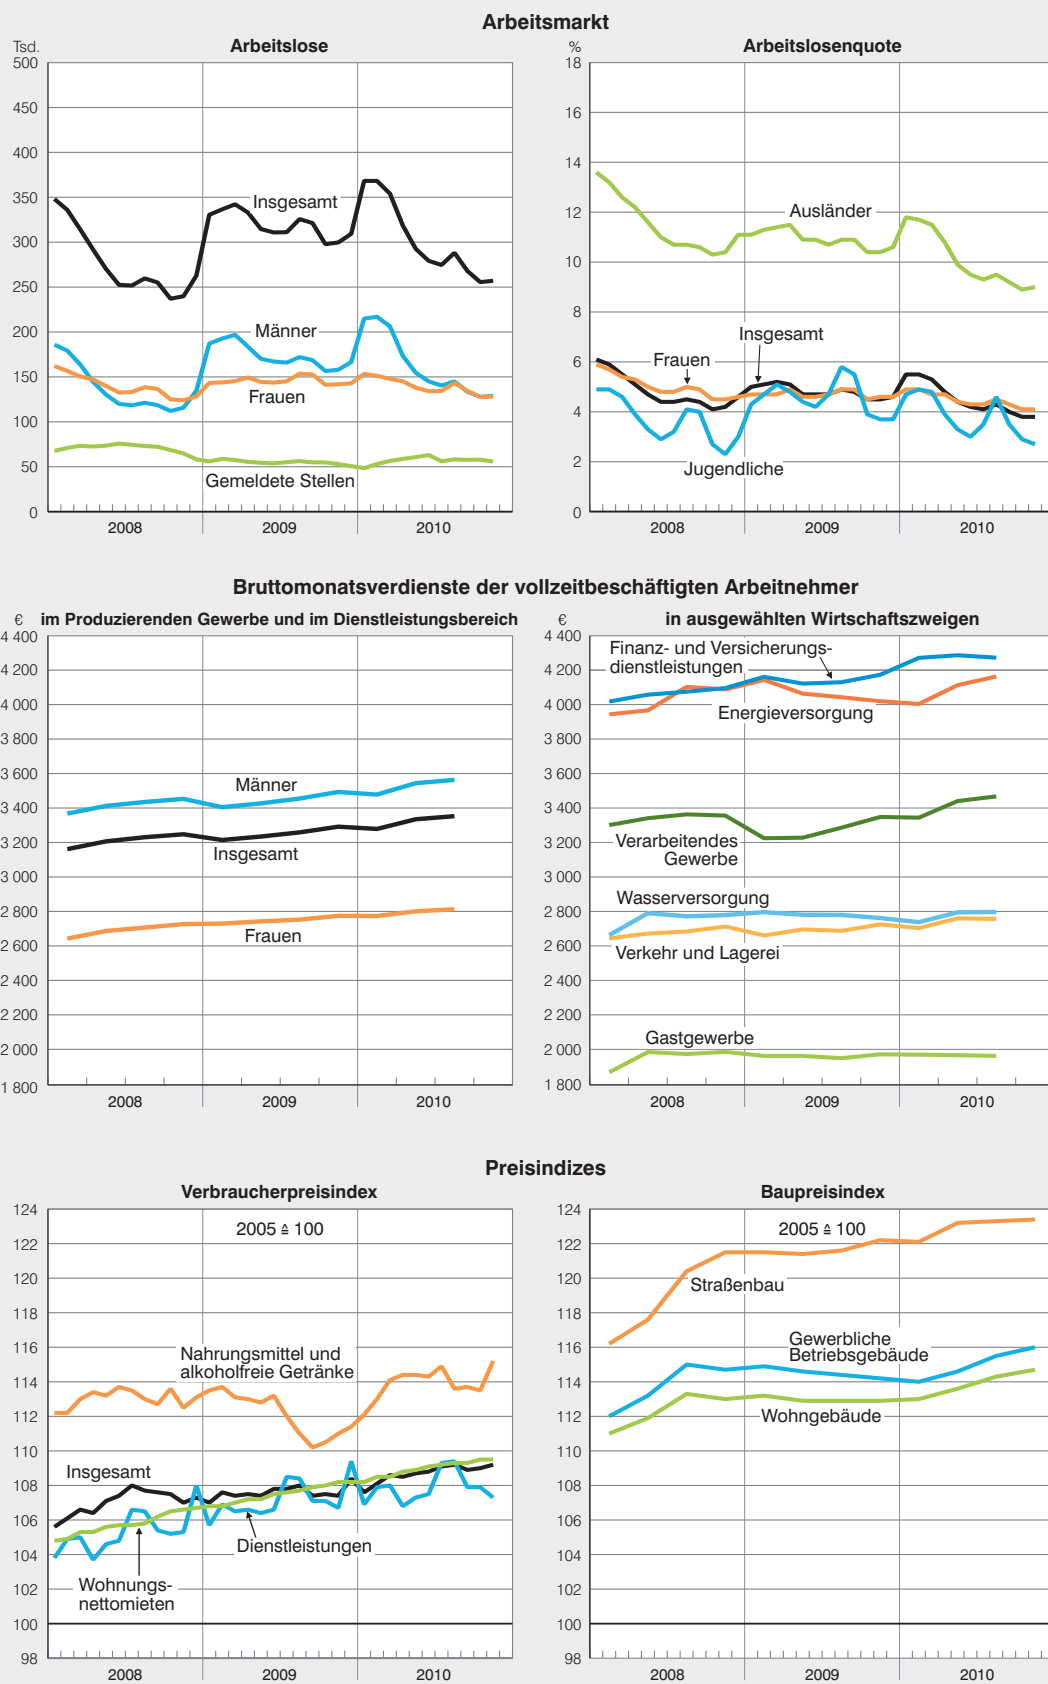 Arbeitsmarkt
Tsd.
Arbeitslose
500
450
400
350
300
250
200
150
100
50
0
Insgesamt
Männer
Frauen
Gemeldete Stellen
2008
2009
2010
%
Arbeitslosenquote
18
16
14
12
10
8
6
4
2
0
Ausländer
Insgesamt
Frauen
Jugendliche
2008
2009
2010
Bruttomonatsverdienste der vollzeitbeschäftigten Arbeitnehmer
€
im Produzierenden Gewerbe und im Dienstleistungsbereich
4 400
4 200
4 000
3 800
3 600
3 400
3 200
3 000
2 800
2 600
2 400
2 200
2 000
1 800
Männer
Insgesamt
Frauen
2008
2009
2010
€
in ausgewählten Wirtschaftszweigen
4 400
4 200
4 000
3 800
3 600
3 400
3 200
3 000
2 800
2 600
2 400
2 200
2 000
1 800
Finanz- und Versicherungs-
dienstleistungen
Energieversorgung
Verarbeitendes
Gewerbe
Wasserversorgung
Verkehr und Lagerei
Gastgewerbe
2008
2009
2010
Preisindizes
Verbraucherpreisindex
124
122
120
118
116
114
112
110
108
106
104
102
100
98
2005 ≙ 100
Nahrungsmittel und
alkoholfreie Getränke
Insgesamt
Dienstleistungen
Wohnungs-
nettomieten
2008
2009
2010
Baupreisindex
124
122
120
118
116
114
112
110
108
106
104
102
100
98
2005 ≙ 100
Straßenbau
Gewerbliche
Betriebsgebäude
Wohngebäude
2008
2009
2010